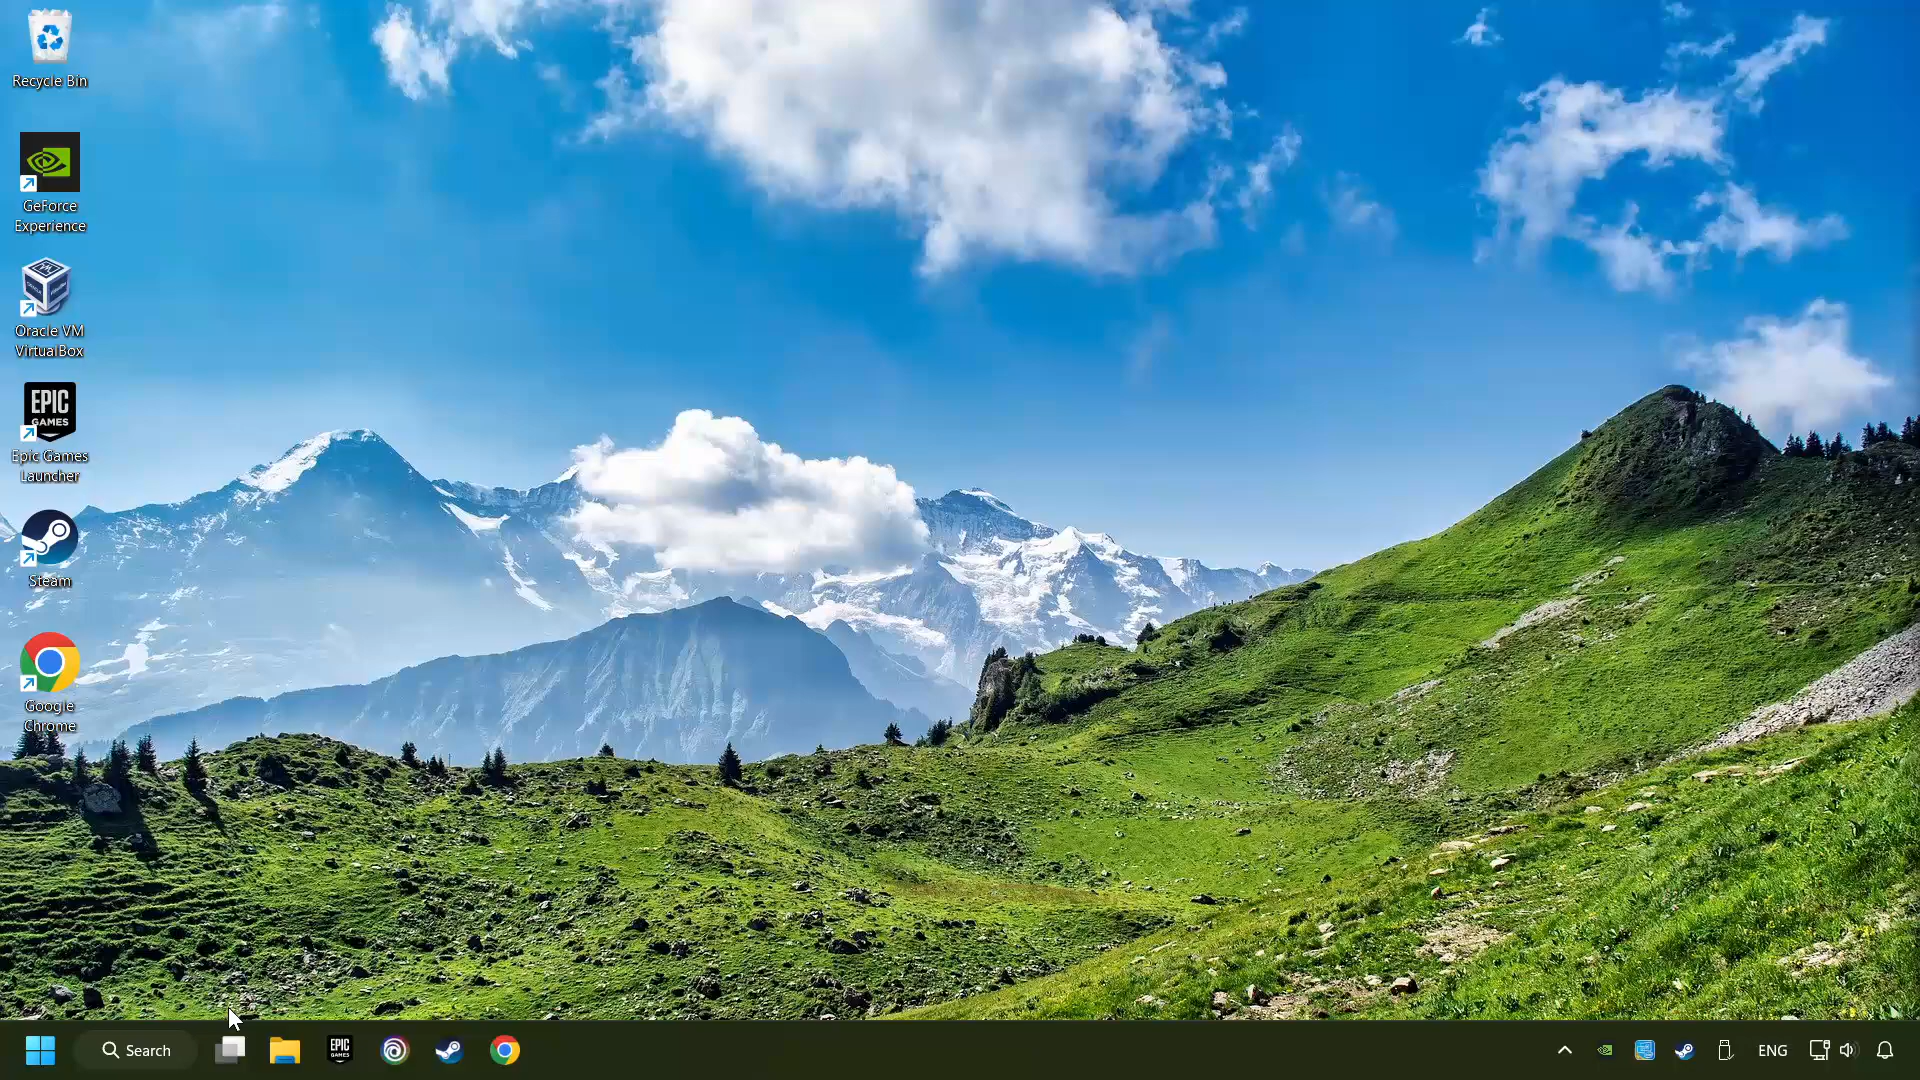 Recycle Bin
GeForce
Experience
Oracle VM
VirtualBox
EPIC
GAMES
Epic Games
Launcher
Steam
Google
Chrome
Search
EPIC
GAMES
ENG